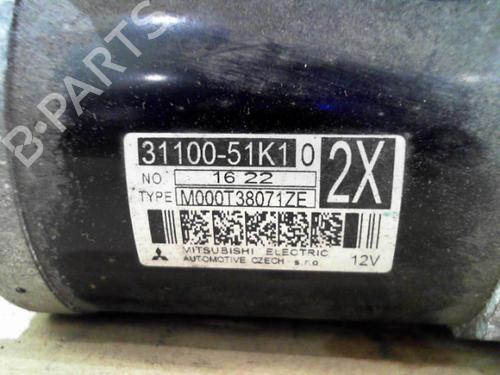 31100-51K1 0
2X
NO. 16 22
TYPE M000T38071ZE
MITSUBISHI ELECTRIC
AUTOMOTIVE CZECH s.r.o. 12V
B-PARTS